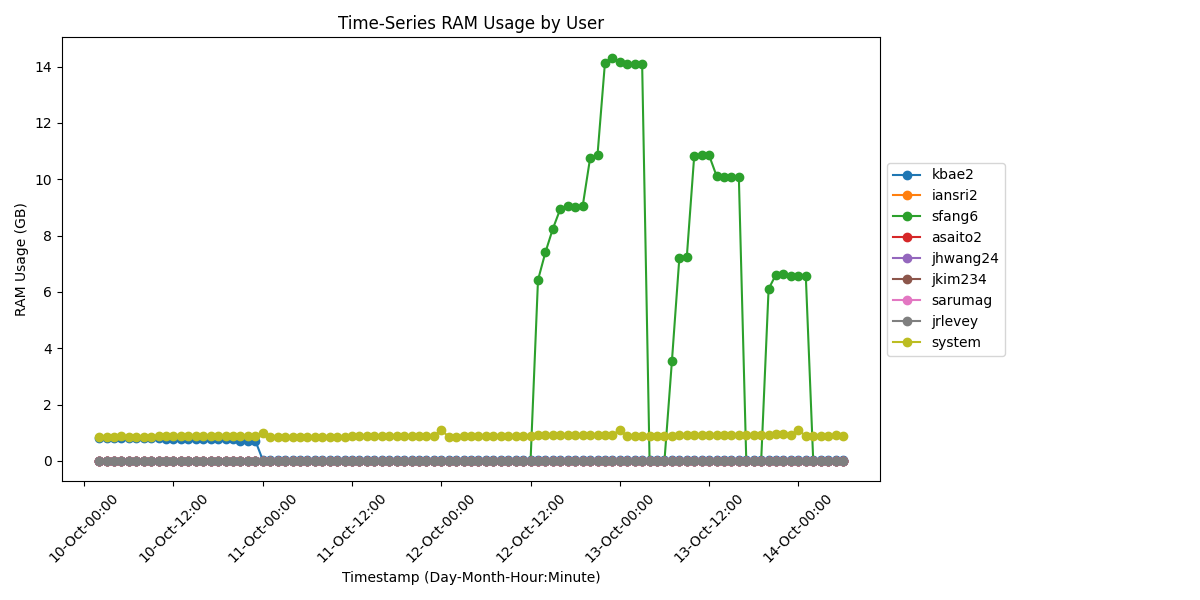 Time-Series RAM Usage by User
RAM Usage (GB)
14
12
10
8
6
4
2
0
10-Oct-00:00
10-Oct-12:00
11-Oct-00:00
11-Oct-12:00
12-Oct-00:00
12-Oct-12:00
13-Oct-00:00
13-Oct-12:00
14-Oct-00:00
Timestamp (Day-Month-Hour:Minute)
kbae2
iansri2
sfang6
asaito2
jhwang24
jkim234
sarumag
jrlevey
system